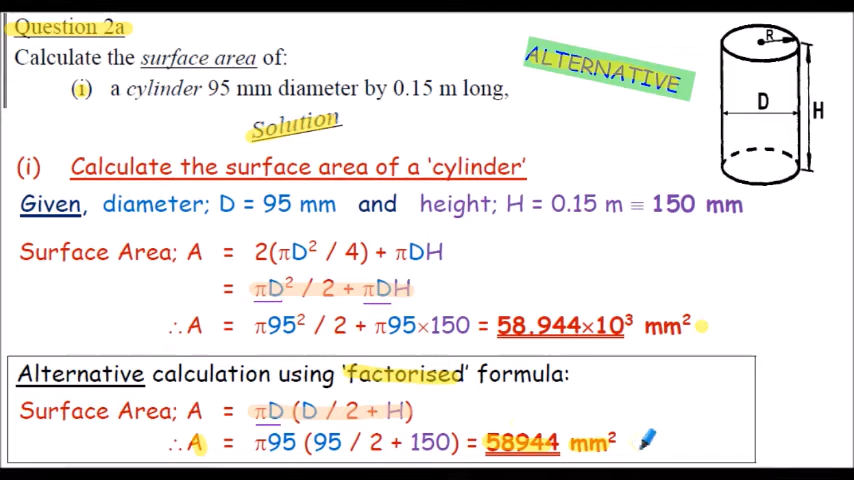 Question 2a
Calculate the surface area of:
(i) a cylinder 95 mm diameter by 0.15 m long,
ALTERNATIVE
R
D
H
Solution
(i) Calculate the surface area of a ‘cylinder’
Given, diameter; D = 95 mm and height; H = 0.15 m ≡ 150 mm
Surface Area; A = 2(πD² / 4) + πDH
= πD² / 2 + πDH
∴A = π95² / 2 + π95×150 = 58.944×10³ mm²
Alternative calculation using ‘factorised’ formula:
Surface Area; A = πD (D / 2 + H)
∴A = π95 (95 / 2 + 150) = 58944 mm²